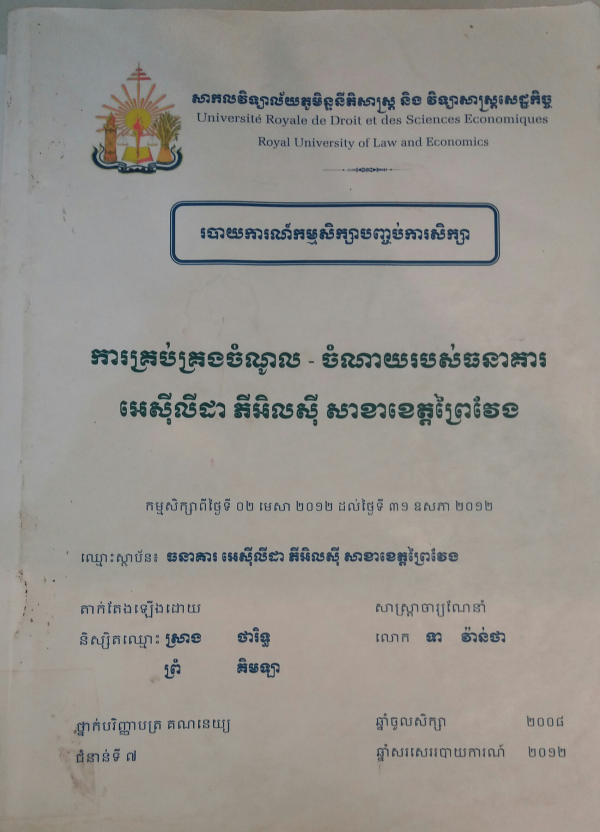 សាកលវិទ្យាល័យភូមិន្ទនីតិសាស្ត្រ និង វិទ្យាសាស្ត្រសេដ្ឋកិច្ច
Université Royale de Droit et des Sciences Economiques
Royal University of Law and Economics
របាយការណ៍កម្មសិក្សាបញ្ចប់ការសិក្សា
ការគ្រប់គ្រងចំណូល - ចំណាយរបស់ធនាគារ
អេស៊ីលីដា ភីអិលស៊ី សាខាខេត្តព្រៃវែង
កម្មសិក្សាពីថ្ងៃទី ០២ មេសា ២០១២ ដល់ថ្ងៃទី ៣១ ឧសភា ២០១២
ឈ្មោះស្ថាប័នៈ ធនាគារ អេស៊ីលីដា ភីអិលស៊ី សាខាខេត្តព្រៃវែង
តាក់តែងឡើងដោយ
និស្សិតឈ្មោះ ស្រាង ថារិទ្ធ
ព្រំ គិមឡា
សាស្ត្រាចារ្យណែនាំ
លោក ទា វ៉ាន់ថា
ថ្នាក់បរិញ្ញាបត្រ គណនេយ្យ
ជំនាន់ទី ៧
ឆ្នាំចូលសិក្សា ២០០៨
ឆ្នាំសរសេររបាយការណ៍ ២០១២